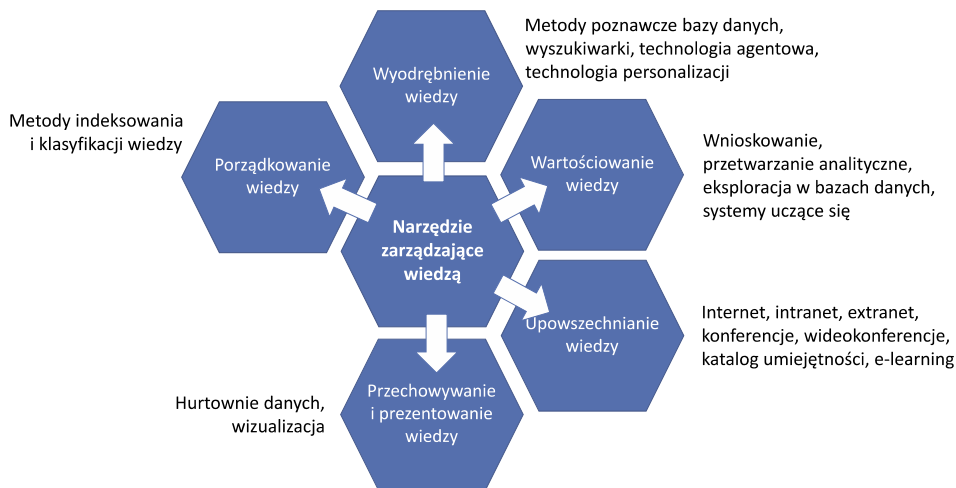 Metody poznawcze bazy danych,
wyszukiwarki, technologia agentowa,
technologia personalizacji
Wyodrębnienie
wiedzy
Metody indeksowania
i klasyfikacji wiedzy
Porządkowanie
wiedzy
Wartościowanie
wiedzy
Wnioskowanie,
przetwarzanie analityczne,
eksploracja w bazach danych,
systemy uczące się
Narzędzie
zarządzające
wiedzą
Upowszechnianie
wiedzy
Internet, intranet, extranet,
konferencje, wideokonferencje,
katalog umiejętności, e-learning
Przechowywanie
i prezentowanie
wiedzy
Hurtownie danych,
wizualizacja